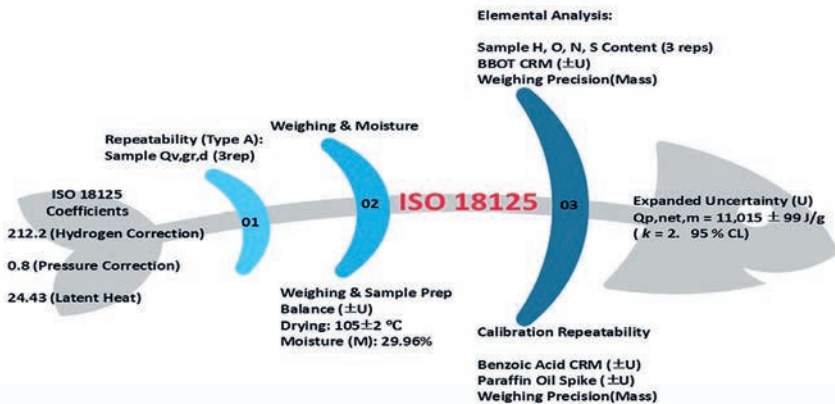 Elemental Analysis:
Sample H, O, N, S Content (3 reps)
BBOT CRM (±U)
Weighing Precision(Mass)
Repeatability (Type A):
Sample Qv,gr,d (3rep)
Weighing & Moisture
ISO 18125
Coefficients
212.2 (Hydrogen Correction)
0.8 (Pressure Correction)
24.43 (Latent Heat)
01
02
ISO 18125
03
Expanded Uncertainty (U)
Qp,net,m = 11,015 ± 99 J/g
( k = 2. 95 % CL)
Weighing & Sample Prep
Balance (±U)
Drying: 105±2 °C
Moisture (M): 29.96%
Calibration Repeatability
Benzoic Acid CRM (±U)
Paraffin Oil Spike (±U)
Weighing Precision(Mass)